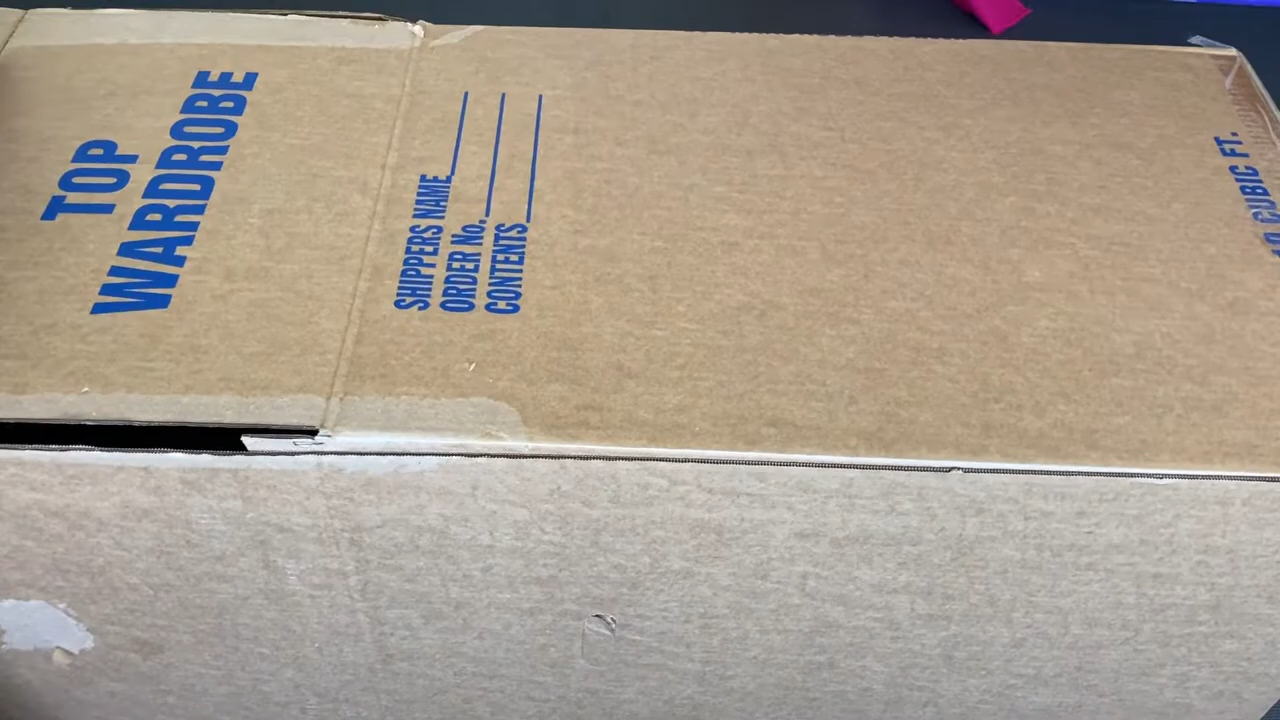 TOP
WARDROBE
SHIPPERS NAME
ORDER No.
CONTENTS
CUBIC FT.